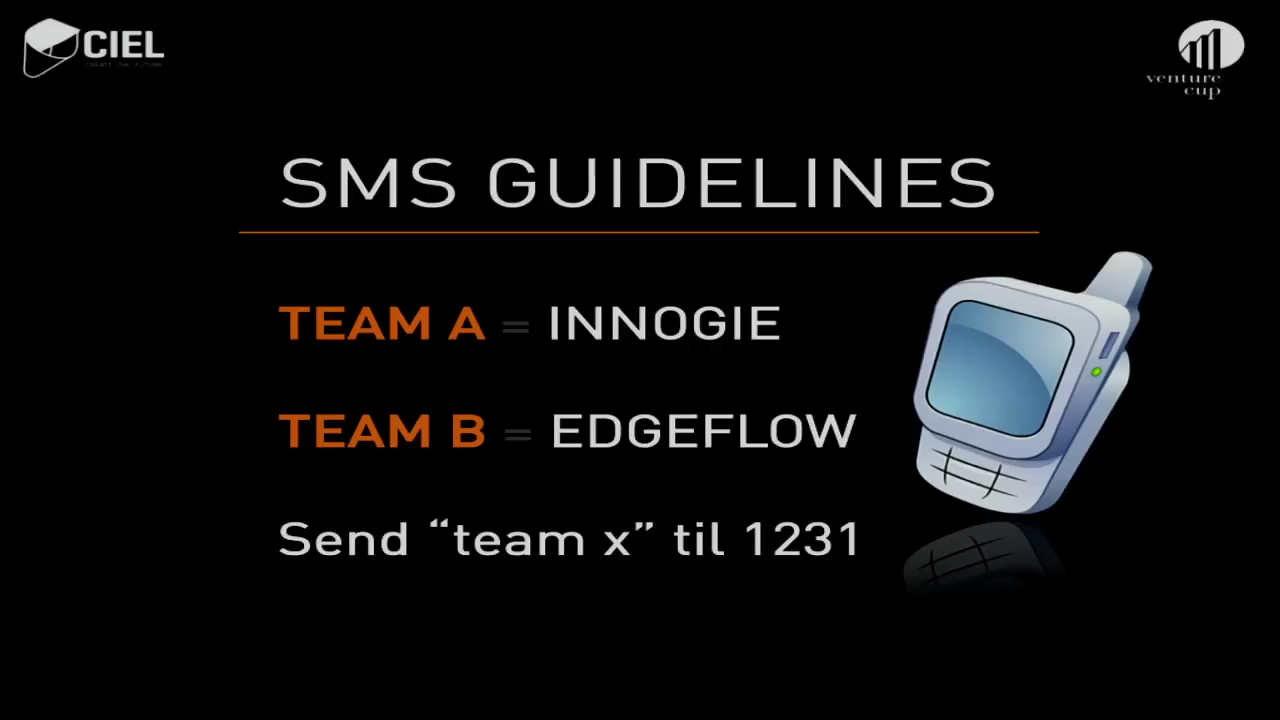 CIEL
venture
cup
SMS GUIDELINES
TEAM A = INNOGIE
TEAM B = EDGEFLOW
Send “team x” til 1231